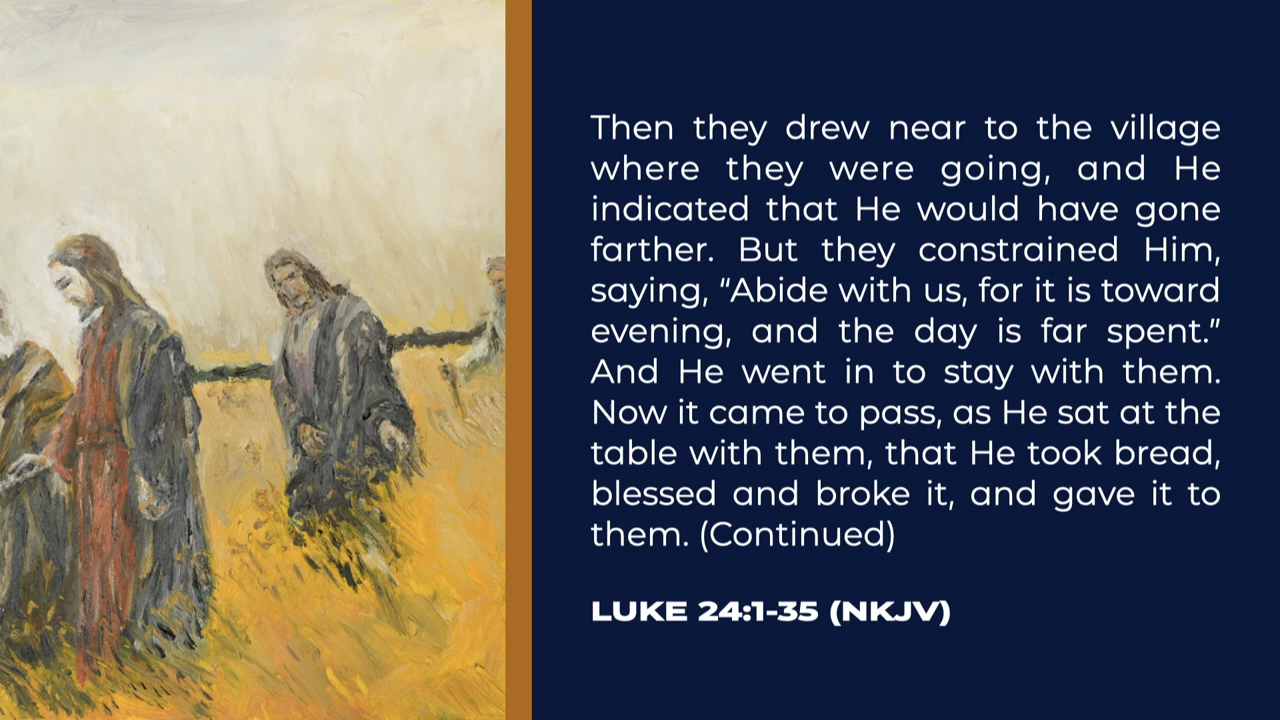 Then they drew near to the village
where they were going, and He
indicated that He would have gone
farther. But they constrained Him,
saying, “Abide with us, for it is toward
evening, and the day is far spent.”
And He went in to stay with them.
Now it came to pass, as He sat at the
table with them, that He took bread,
blessed and broke it, and gave it to
them. (Continued)
LUKE 24:1-35 (NKJV)